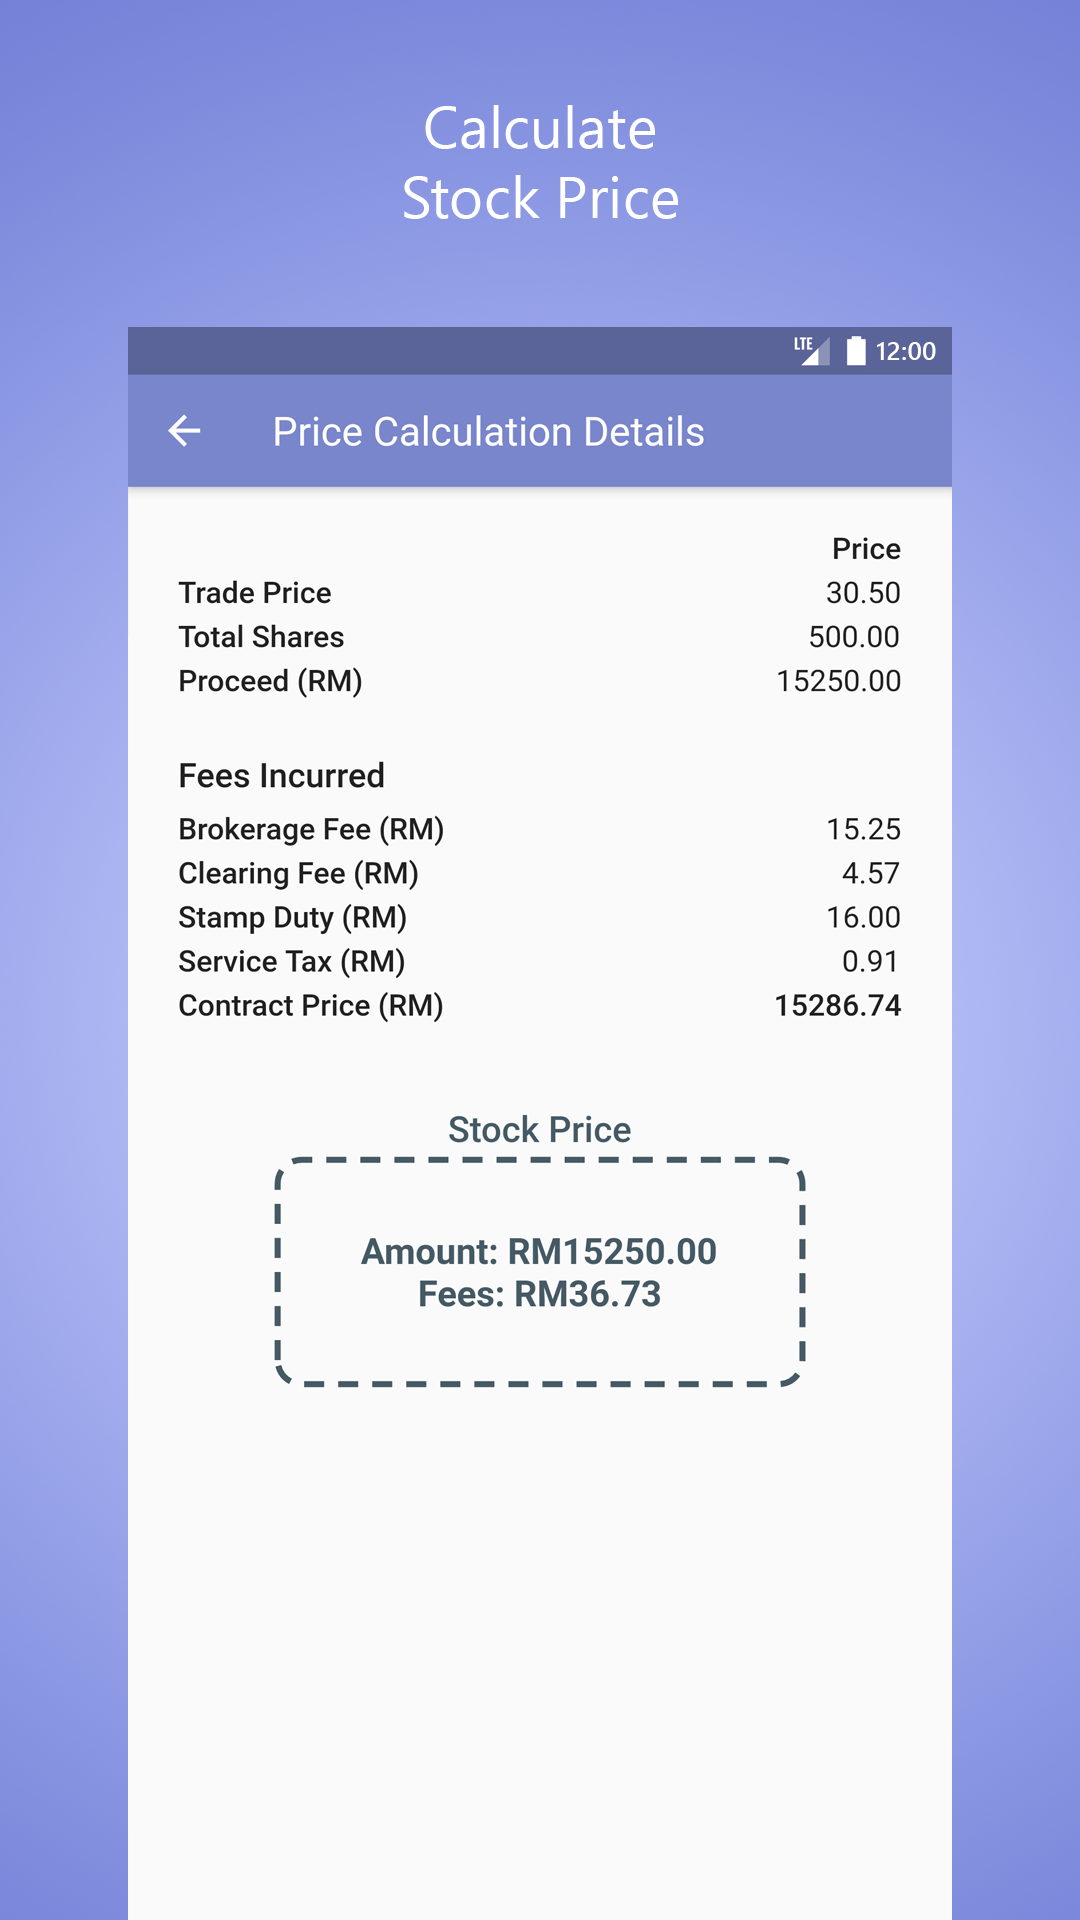 Calculate
Stock Price
LTE 12:00
Price Calculation Details
Price
Trade Price 30.50
Total Shares 500.00
Proceed (RM) 15250.00
Fees Incurred
Brokerage Fee (RM) 15.25
Clearing Fee (RM) 4.57
Stamp Duty (RM) 16.00
Service Tax (RM) 0.91
Contract Price (RM) 15286.74
Stock Price
Amount: RM15250.00
Fees: RM36.73